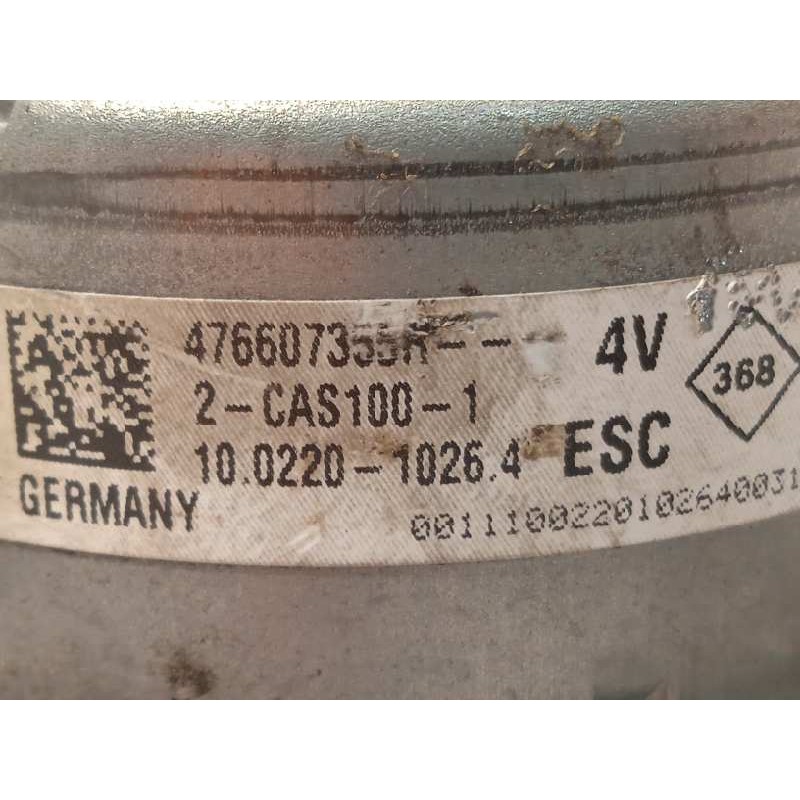 476607355R--- 4V
368
2-CAS100-1
10.0220-1026.4 ESC
GERMANY
0011100220102640031